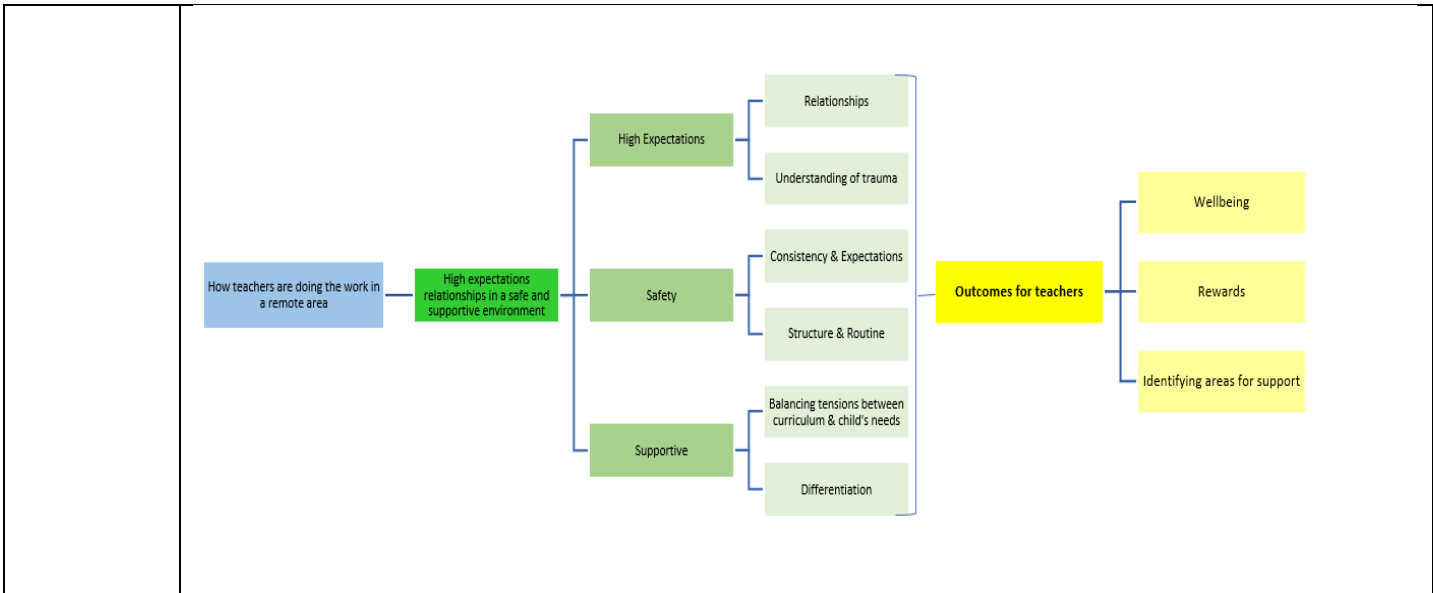 How teachers are doing the work in
a remote area
High expectations
relationships in a safe and
supportive environment
High Expectations
Relationships
Understanding of trauma
Safety
Consistency & Expectations
Structure & Routine
Supportive
Balancing tensions between
curriculum & child's needs
Differentiation
Outcomes for teachers
Wellbeing
Rewards
Identifying areas for support